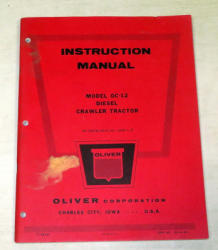 INSTRUCTION
MANUAL
MODEL OC-12
DIESEL
CRAWLER TRACTOR
OLIVER
OLIVER CORPORATION
CHARLES CITY, IOWA U.S.A.